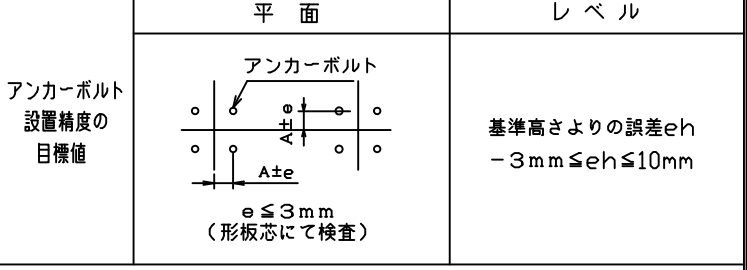 平面
レベル
アンカーボルト
設置精度の
目標値
アンカーボルト
A±e
A±e
e≦3mm
（形板芯にて検査）
基準高さよりの誤差eh
-3mm≦eh≦10mm